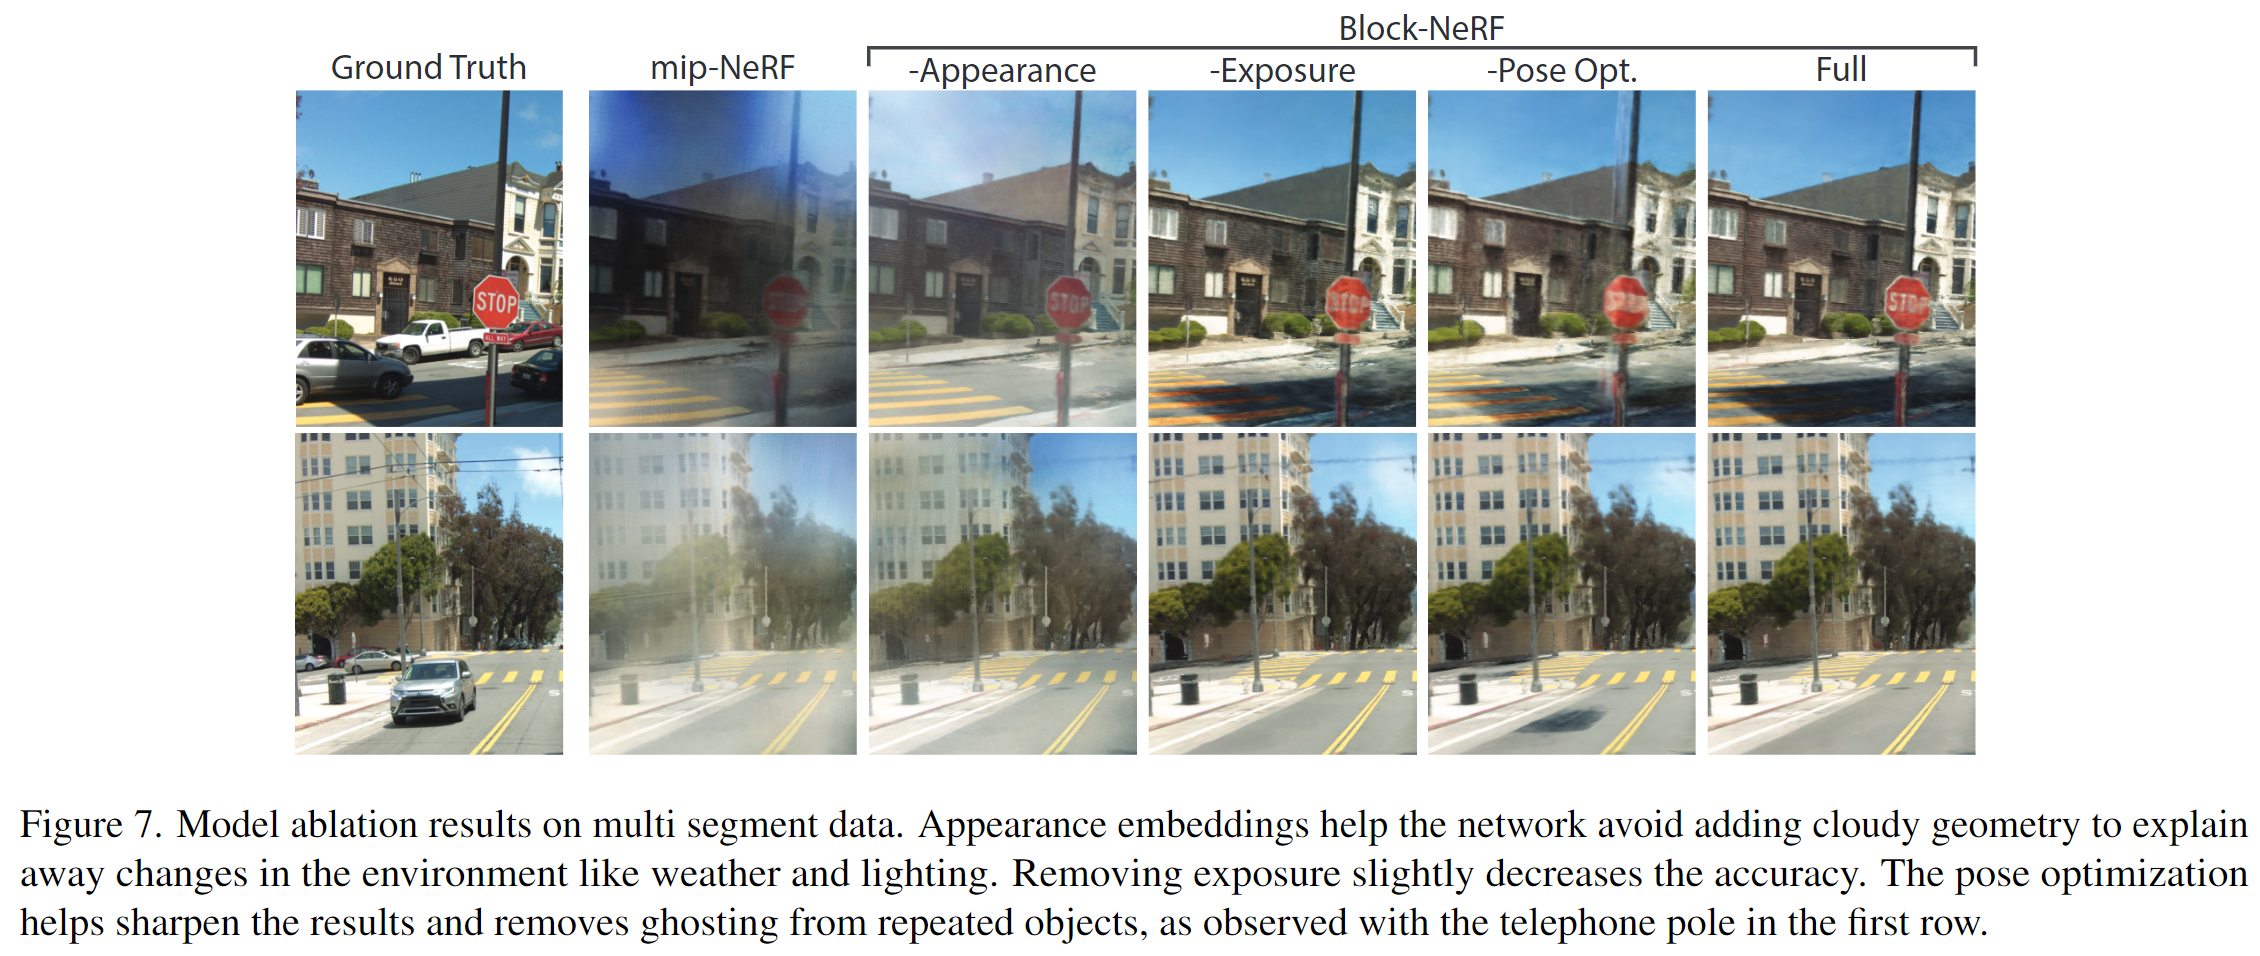 Block-NeRF
Ground Truth mip-NeRF -Appearance -Exposure -Pose Opt. Full
STOP
ALL WAY
STOP
STOP
STOP
Figure 7. Model ablation results on multi segment data. Appearance embeddings help the network avoid adding cloudy geometry to explain
away changes in the environment like weather and lighting. Removing exposure slightly decreases the accuracy. The pose optimization
helps sharpen the results and removes ghosting from repeated objects, as observed with the telephone pole in the first row.